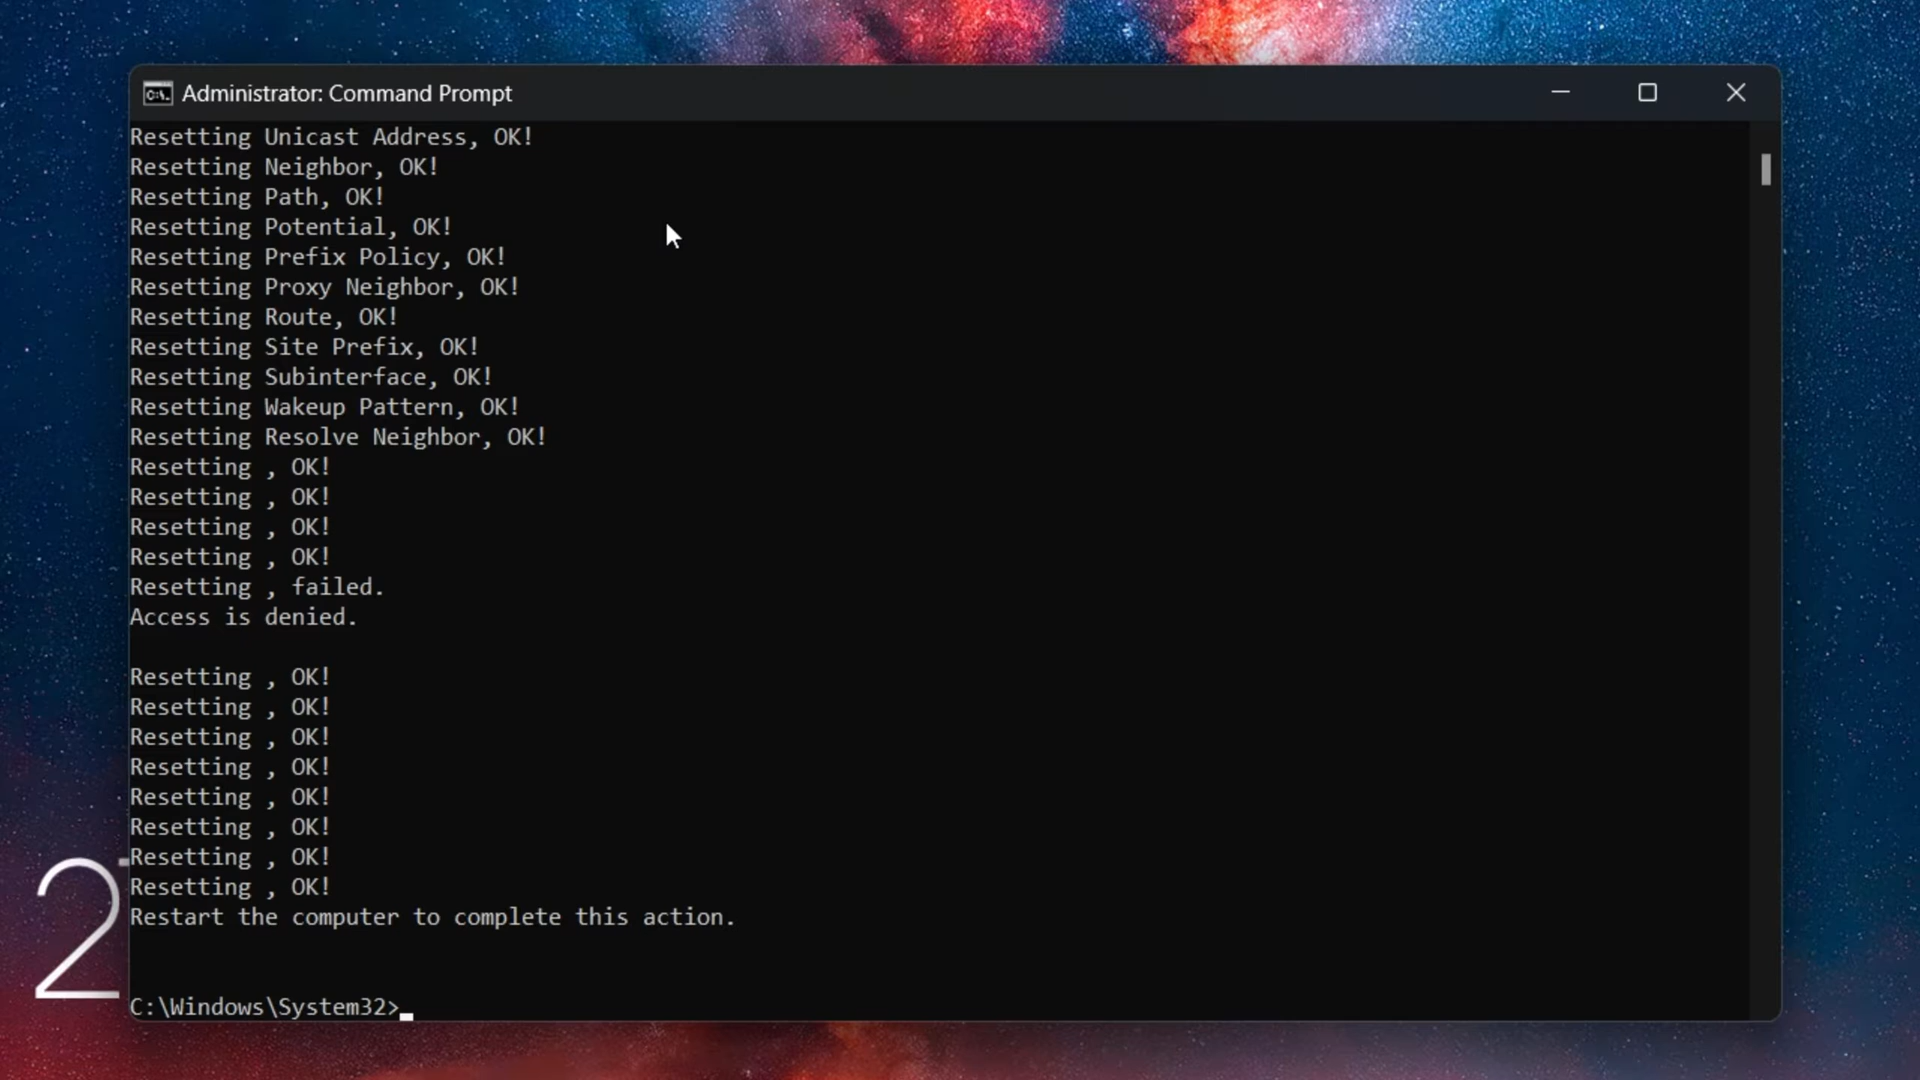 Administrator: Command Prompt
Resetting Unicast Address, OK!
Resetting Neighbor, OK!
Resetting Path, OK!
Resetting Potential, OK!
Resetting Prefix Policy, OK!
Resetting Proxy Neighbor, OK!
Resetting Route, OK!
Resetting Site Prefix, OK!
Resetting Subinterface, OK!
Resetting Wakeup Pattern, OK!
Resetting Resolve Neighbor, OK!
Resetting , OK!
Resetting , OK!
Resetting , OK!
Resetting , OK!
Resetting , failed.
Access is denied.
Resetting , OK!
Resetting , OK!
Resetting , OK!
Resetting , OK!
Resetting , OK!
Resetting , OK!
Resetting , OK!
Resetting , OK!
Restart the computer to complete this action.
2
C:\Windows\System32>